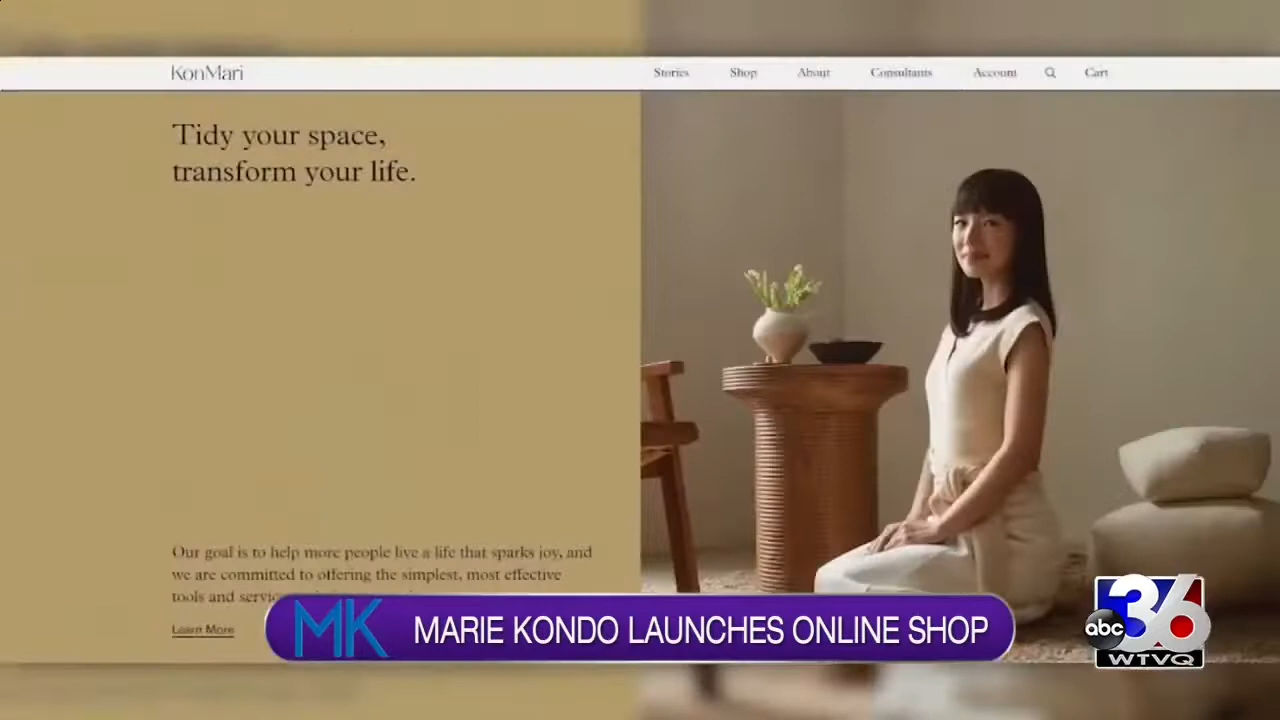 KonMari
Stories Shop About Consultants Account Cart
Tidy your space,
transform your life.
Our goal is to help more people live a life that sparks joy, and
we are committed to offering the simplest, most effective
tools and
Learn More
MK MARIE KONDO LAUNCHES ONLINE SHOP
36
abc
WTVQ